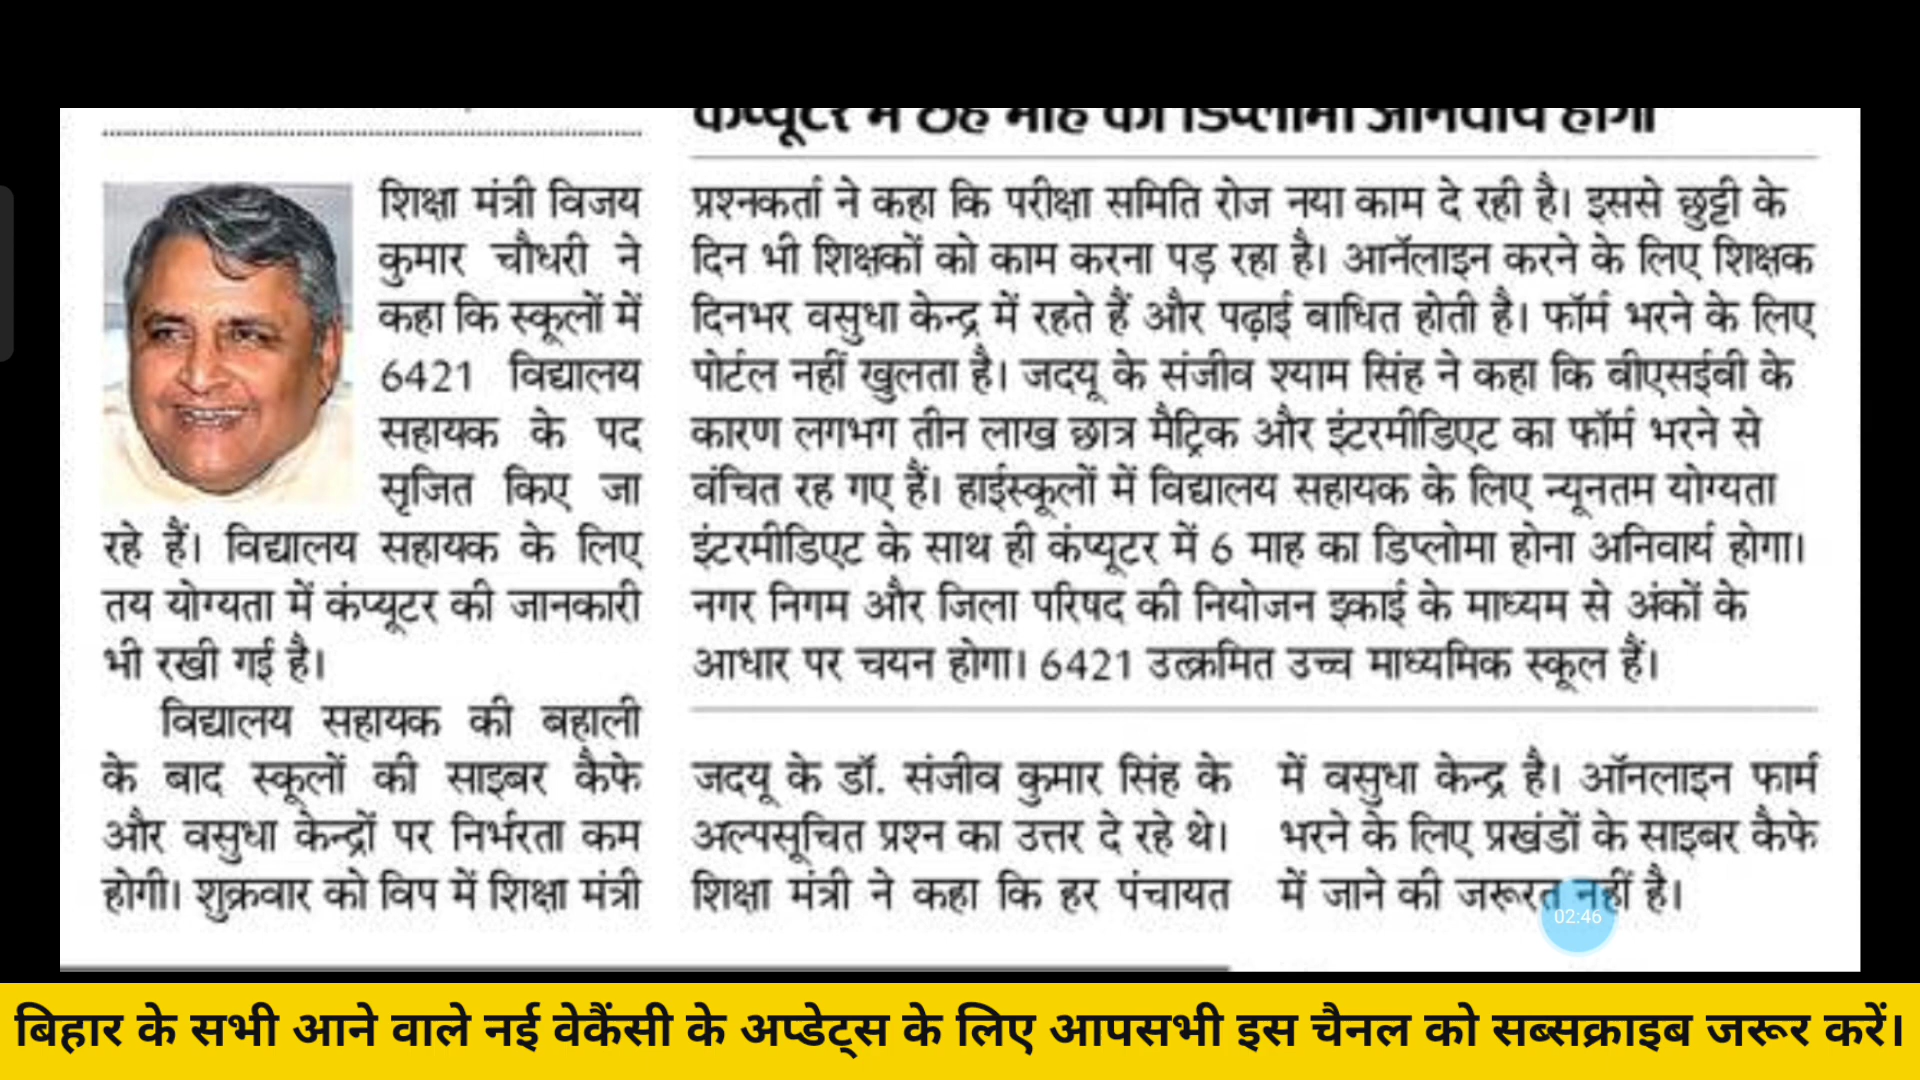 कंप्यूटर में छह माह का डिप्लोमा अनिवार्य होगा
शिक्षा मंत्री विजय
कुमार चौधरी ने
कहा कि स्कूलों में
6421 विद्यालय
सहायक के पद
सृजित किए जा
रहे हैं। विद्यालय सहायक के लिए
तय योग्यता में कंप्यूटर की जानकारी
भी रखी गई है।
विद्यालय सहायक की बहाली
के बाद स्कूलों की साइबर कैफे
और वसुधा केन्द्रों पर निर्भरता कम
होगी। शुक्रवार को विप में शिक्षा मंत्री
प्रश्नकर्ता ने कहा कि परीक्षा समिति रोज नया काम दे रही है। इससे छुट्टी के
दिन भी शिक्षकों को काम करना पड़ रहा है। आनॅलाइन करने के लिए शिक्षक
दिनभर वसुधा केन्द्र में रहते हैं और पढ़ाई बाधित होती है। फॉर्म भरने के लिए
पोर्टल नहीं खुलता है। जदयू के संजीव श्याम सिंह ने कहा कि बीएसईबी के
कारण लगभग तीन लाख छात्र मैट्रिक और इंटरमीडिएट का फॉर्म भरने से
वंचित रह गए हैं। हाईस्कूलों में विद्यालय सहायक के लिए न्यूनतम योग्यता
इंटरमीडिएट के साथ ही कंप्यूटर में 6 माह का डिप्लोमा होना अनिवार्य होगा।
नगर निगम और जिला परिषद की नियोजन इकाई के माध्यम से अंकों के
आधार पर चयन होगा। 6421 उत्क्रमित उच्च माध्यमिक स्कूल हैं।
जदयू के डॉ. संजीव कुमार सिंह के
अल्पसूचित प्रश्न का उत्तर दे रहे थे।
शिक्षा मंत्री ने कहा कि हर पंचायत
में वसुधा केन्द्र है। ऑनलाइन फार्म
भरने के लिए प्रखंडों के साइबर कैफे
में जाने की जरूरत नहीं है।
02:46
बिहार के सभी आने वाले नई वेकैंसी के अप्डेट्स के लिए आपसभी इस चैनल को सब्सक्राइब जरूर करें।